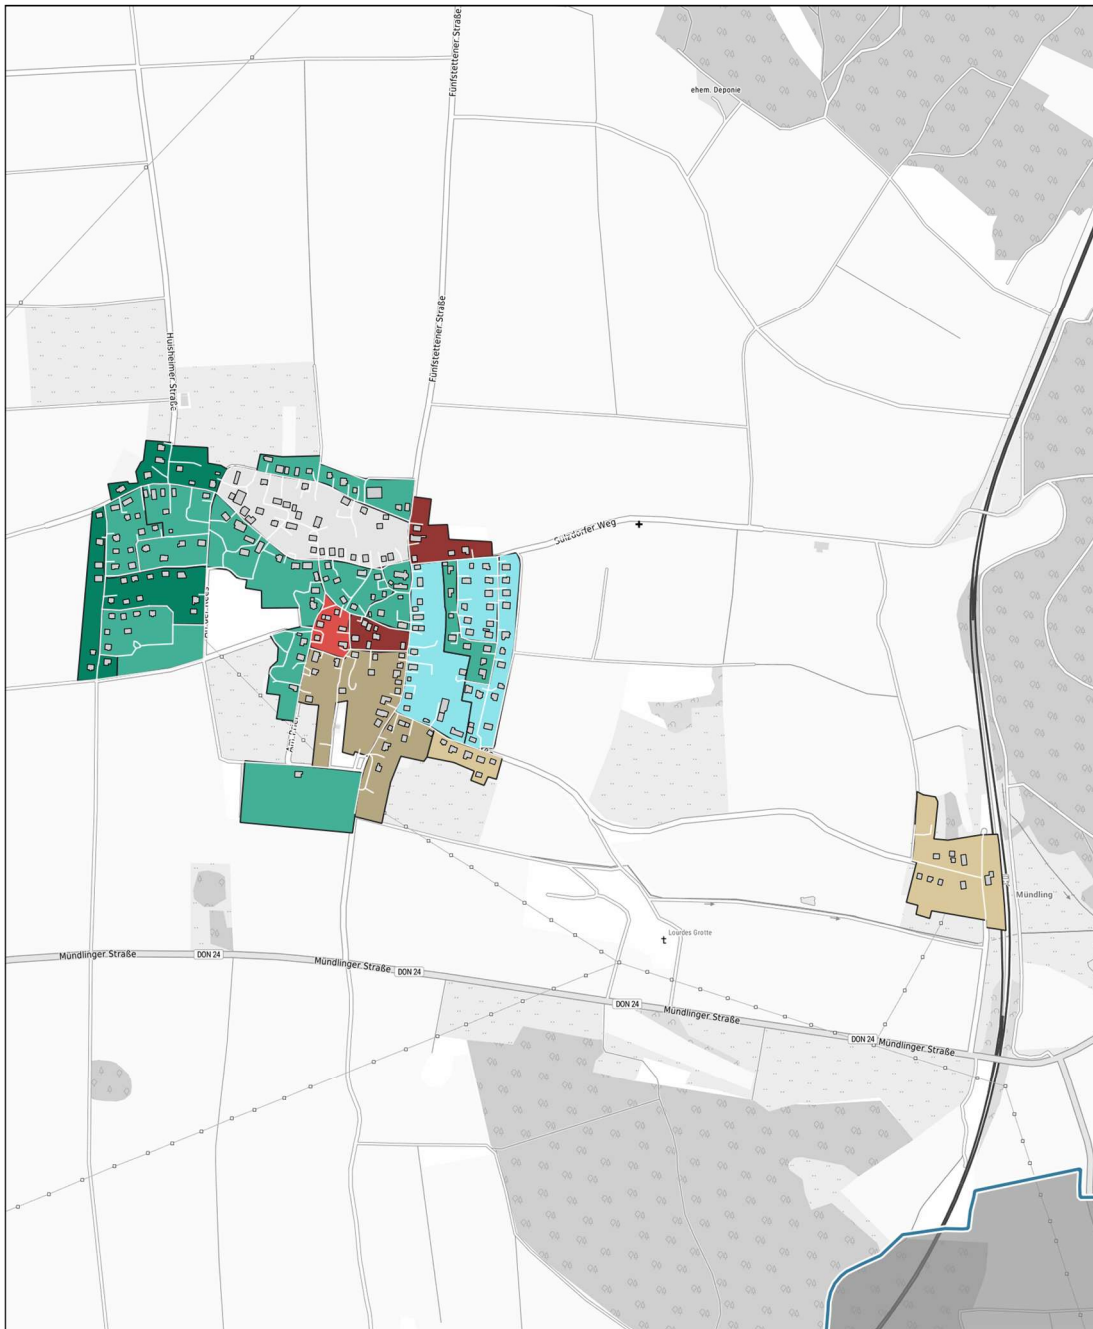 Fünfstettener Straße
ehem. Deponie
Huisheimer Straße
Fünfstettener Straße
Sulzdorfer Weg
Mündling
Lourdes Grotte
Mündlinger Straße
DON 24
Mündlinger Straße
DON 24
DON 24
Mündlinger Straße
DON 24
Mündlinger Straße